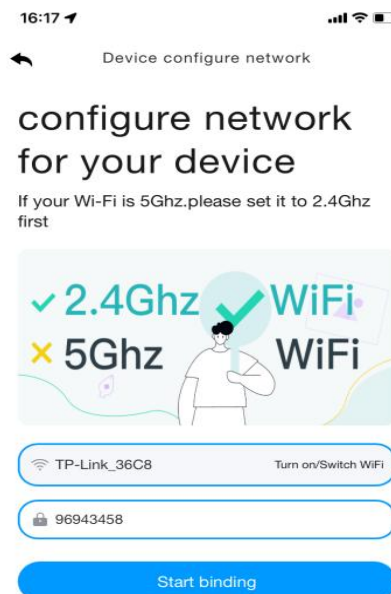 16:17
Device configure network
configure network
for your device
If your Wi-Fi is 5Ghz.please set it to 2.4Ghz
first
2.4Ghz WiFi
5Ghz WiFi
TP-Link_36C8 Turn on/Switch WiFi
96943458
Start binding